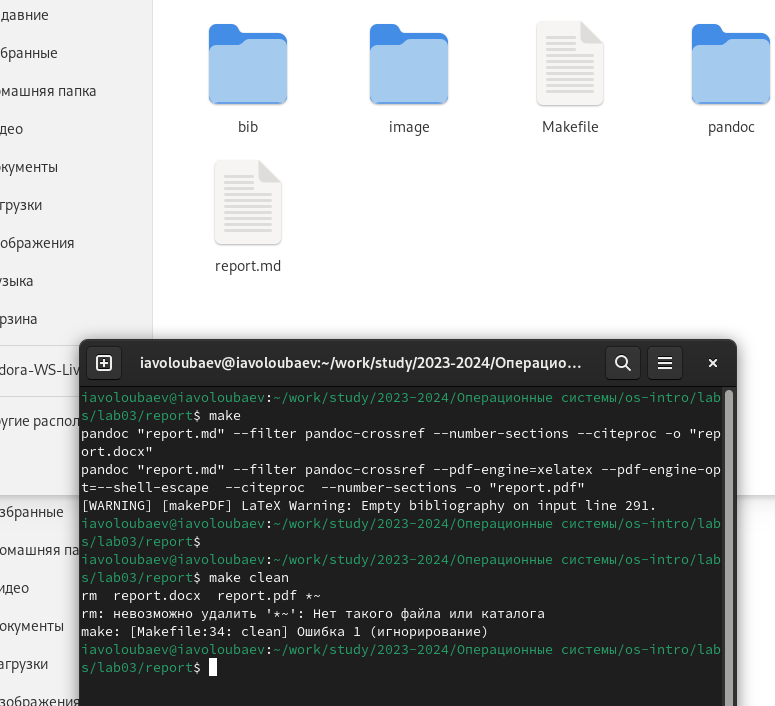 давние
бранные
машняя папка
део
кументы
грузки
ображения
зыка
рзина
dora-WS-Liv
угие распол
bib
image
Makefile
pandoc
report.md
збранные
омашняя па
идео
окументы
агрузки
зображения
iavoloubaev@iavoloubaev:~/work/study/2023-2024/Операцио...
iavoloubaev@iavoloubaev:~/work/study/2023-2024/Операционные системы/os-intro/lab
s/lab03/report$ make
pandoc "report.md" --filter pandoc-crossref --number-sections --citeproc -o "rep
ort.docx"
pandoc "report.md" --filter pandoc-crossref --pdf-engine=xelatex --pdf-engine-op
t=--shell-escape  --citeproc  --number-sections -o "report.pdf"
[WARNING] [makePDF] LaTeX Warning: Empty bibliography on input line 291.
iavoloubaev@iavoloubaev:~/work/study/2023-2024/Операционные системы/os-intro/lab
s/lab03/report$
iavoloubaev@iavoloubaev:~/work/study/2023-2024/Операционные системы/os-intro/lab
s/lab03/report$ make clean
rm  report.docx  report.pdf *~
rm: невозможно удалить '*~': Нет такого файла или каталога
make: [Makefile:34: clean] Ошибка 1 (игнорирование)
iavoloubaev@iavoloubaev:~/work/study/2023-2024/Операционные системы/os-intro/lab
s/lab03/report$